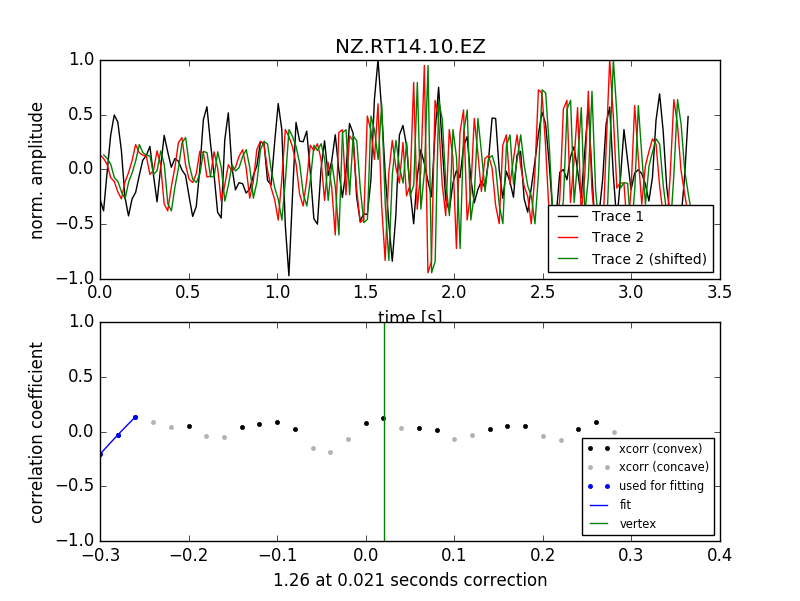 NZ.RT14.10.EZ
1.0
0.5
0.0
−0.5
−1.0
norm. amplitude
Trace 1
Trace 2
Trace 2 (shifted)
0.0 0.5 1.0 1.5 2.0 2.5 3.0 3.5
time [s]
1.0
0.5
0.0
−0.5
−1.0
correlation coefficient
xcorr (convex)
xcorr (concave)
used for fitting
fit
vertex
−0.3 −0.2 −0.1 0.0 0.1 0.2 0.3 0.4
1.26 at 0.021 seconds correction